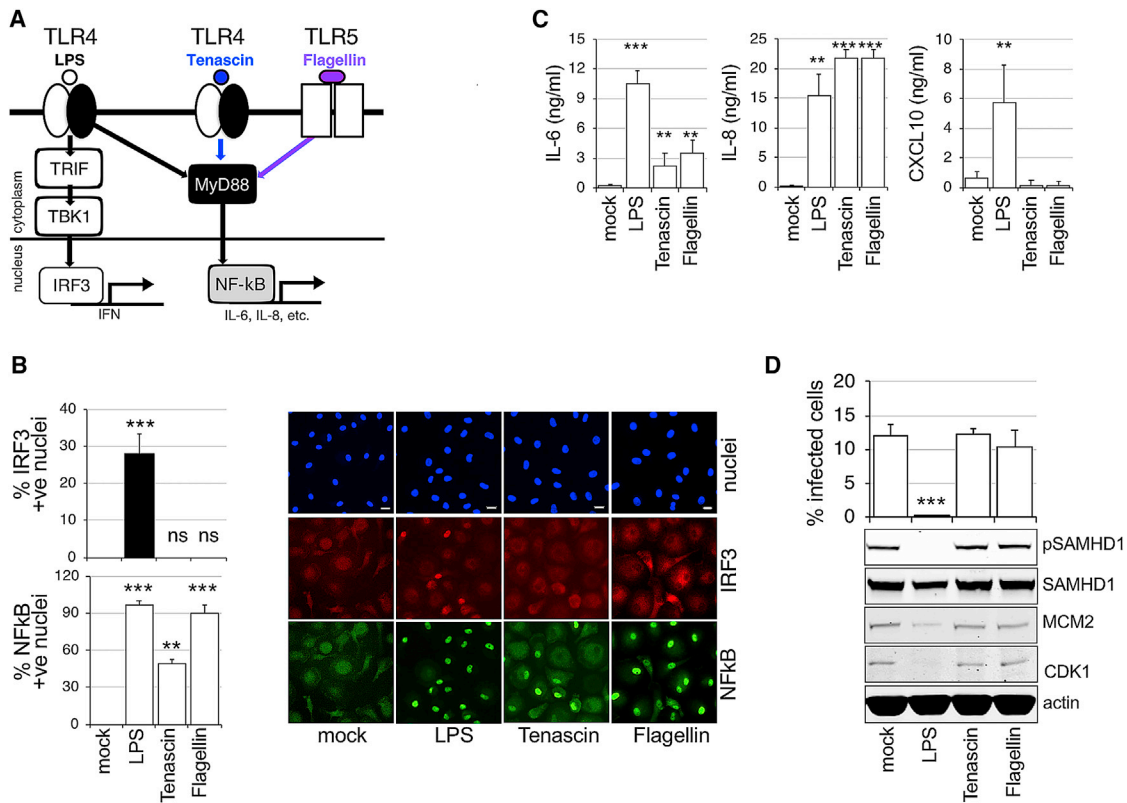 A
TLR4
TLR4
TLR5
LPS
Tenascin
Flagellin
TRIF
MyD88
TBK1
cytoplasm
nucleus
IRF3
NF-kB
IFN
IL-6, IL-8, etc.
C
IL-6 (ng/ml)
15
12
9
6
3
0
***
**
**
mock
LPS
Tenascin
Flagellin
IL-8 (ng/ml)
25
20
15
10
5
0
**
***
***
mock
LPS
Tenascin
Flagellin
CXCL10 (ng/ml)
10
8
6
4
2
0
**
mock
LPS
Tenascin
Flagellin
B
% IRF3
+ve nuclei
40
30
20
10
0
***
ns
ns
% NFkB
+ve nuclei
120
90
60
30
0
***
**
***
mock
LPS
Tenascin
Flagellin
nuclei
IRF3
NFkB
mock
LPS
Tenascin
Flagellin
D
% infected cells
20
15
10
5
0
***
pSAMHD1
SAMHD1
MCM2
CDK1
actin
mock
LPS
Tenascin
Flagellin